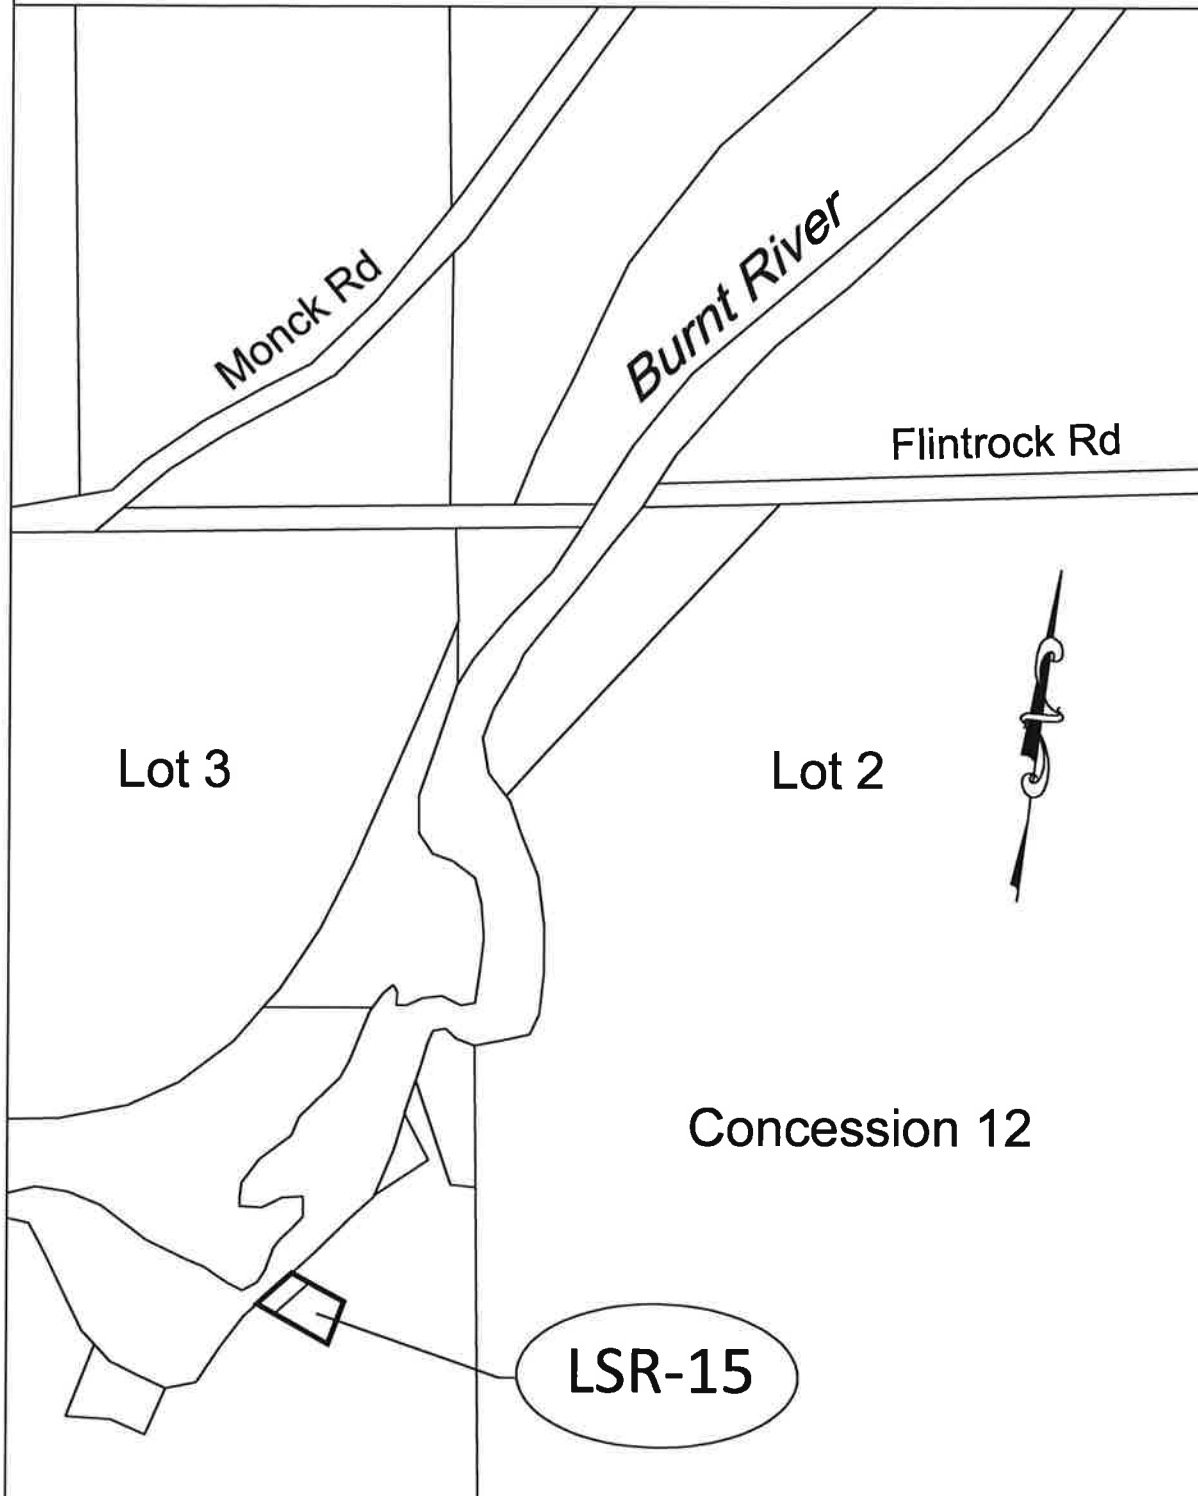 Monck Rd
Burnt River
Flintrock Rd
Lot 3
Lot 2
Concession 12
LSR-15